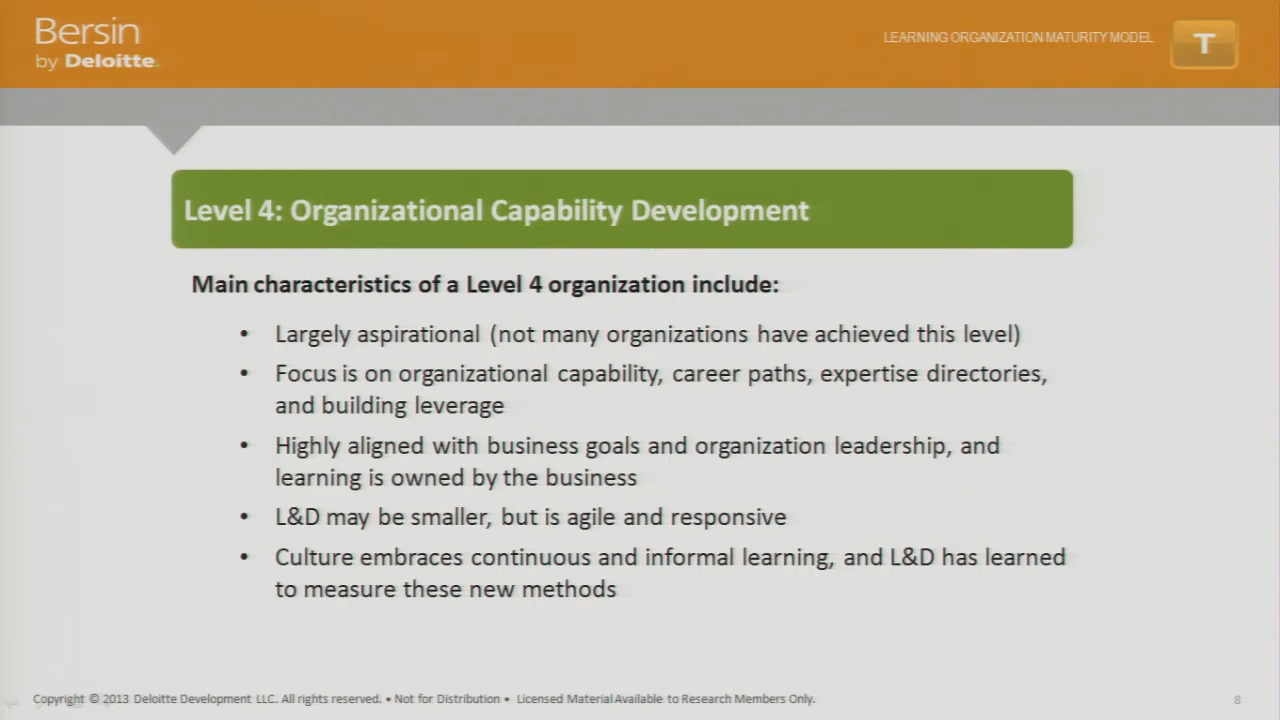 Bersin
by Deloitte.
LEARNING ORGANIZATION MATURITY MODEL
T
Level 4: Organizational Capability Development
Main characteristics of a Level 4 organization include:
• Largely aspirational (not many organizations have achieved this level)
• Focus is on organizational capability, career paths, expertise directories,
and building leverage
• Highly aligned with business goals and organization leadership, and
learning is owned by the business
• L&D may be smaller, but is agile and responsive
• Culture embraces continuous and informal learning, and L&D has learned
to measure these new methods
Copyright © 2013 Deloitte Development LLC. All rights reserved. • Not for Distribution • Licensed Material Available to Research Members Only.
8